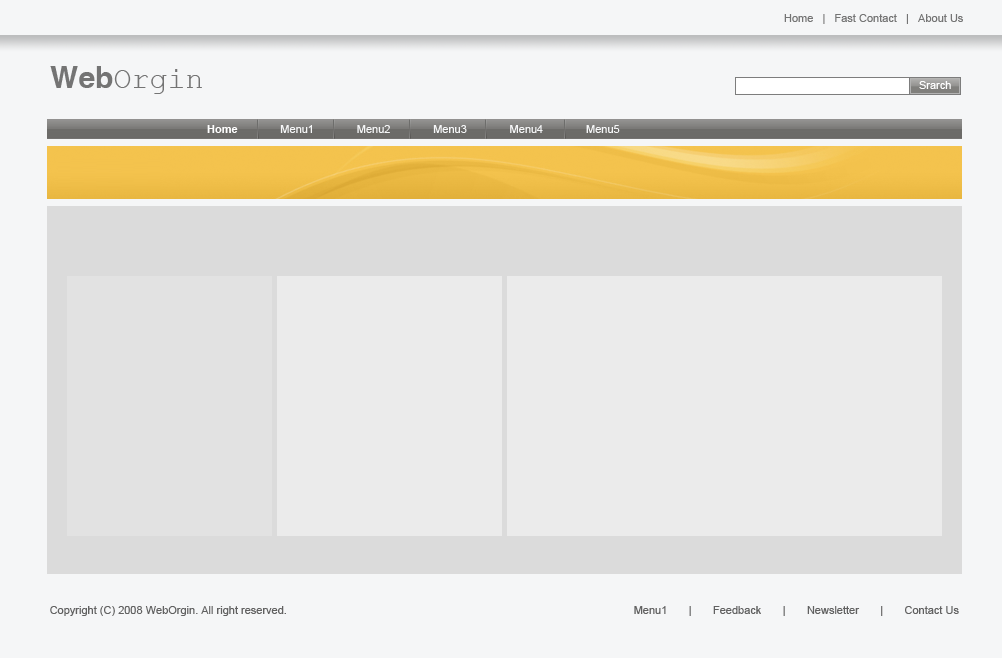 Home | Fast Contact | About Us
WebOrgin
Srarch
Home Menu1 Menu2 Menu3 Menu4 Menu5
Copyright (C) 2008 WebOrgin. All right reserved. Menu1 | Feedback | Newsletter | Contact Us